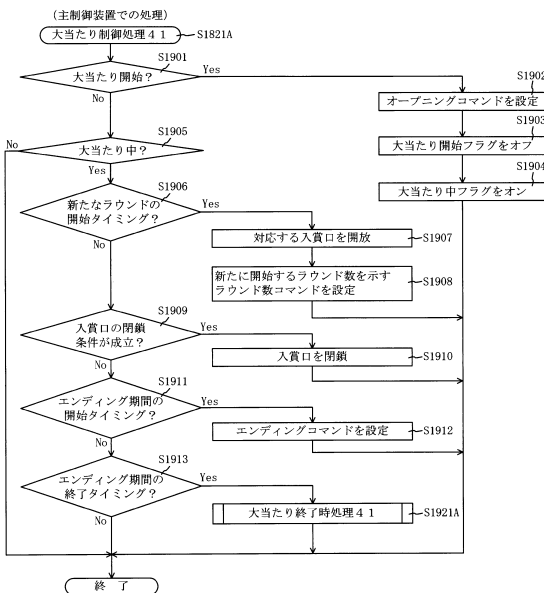 (主制御装置での処理)
大当たり制御処理41
S1821A
S1901
大当たり開始?
Yes
No
S1902
オープニングコマンドを設定
S1903
大当たり開始フラグをオフ
S1904
大当たり中フラグをオン
S1905
大当たり中?
No
Yes
S1906
新たなラウンドの
開始タイミング?
Yes
No
対応する入賞口を開放
S1907
新たに開始するラウンド数を示す
ラウンド数コマンドを設定
S1908
S1909
入賞口の閉鎖
条件が成立?
Yes
No
入賞口を閉鎖
S1910
S1911
エンディング期間の
開始タイミング?
Yes
No
エンディングコマンドを設定
S1912
S1913
エンディング期間の
終了タイミング?
Yes
No
大当たり終了時処理41
S1921A
終了